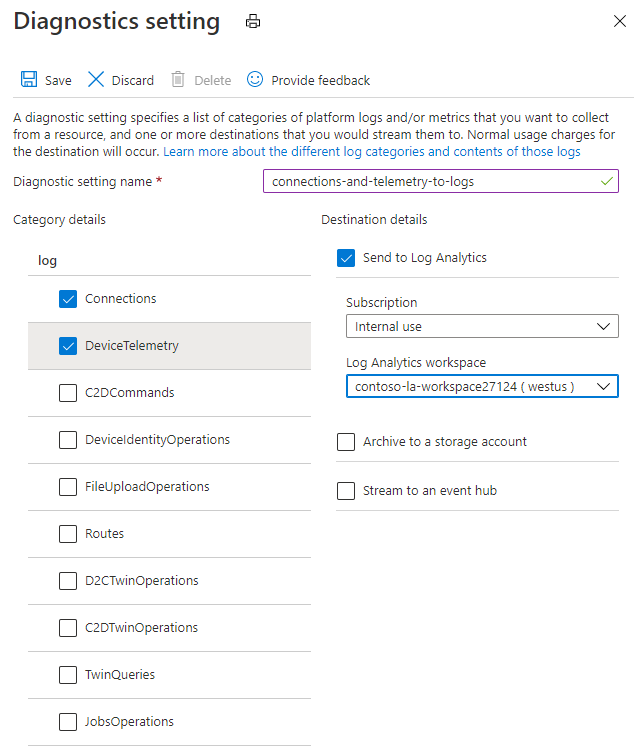 Diagnostics setting
Save
Discard
Delete
Provide feedback
A diagnostic setting specifies a list of categories of platform logs and/or metrics that you want to collect
from a resource, and one or more destinations that you would stream them to. Normal usage charges for
the destination will occur. Learn more about the different log categories and contents of those logs
Diagnostic setting name *
connections-and-telemetry-to-logs
Category details
log
Connections
DeviceTelemetry
C2DCommands
DeviceIdentityOperations
FileUploadOperations
Routes
D2CTwinOperations
C2DTwinOperations
TwinQueries
JobsOperations
Destination details
Send to Log Analytics
Subscription
Internal use
Log Analytics workspace
contoso-la-workspace27124 ( westus )
Archive to a storage account
Stream to an event hub